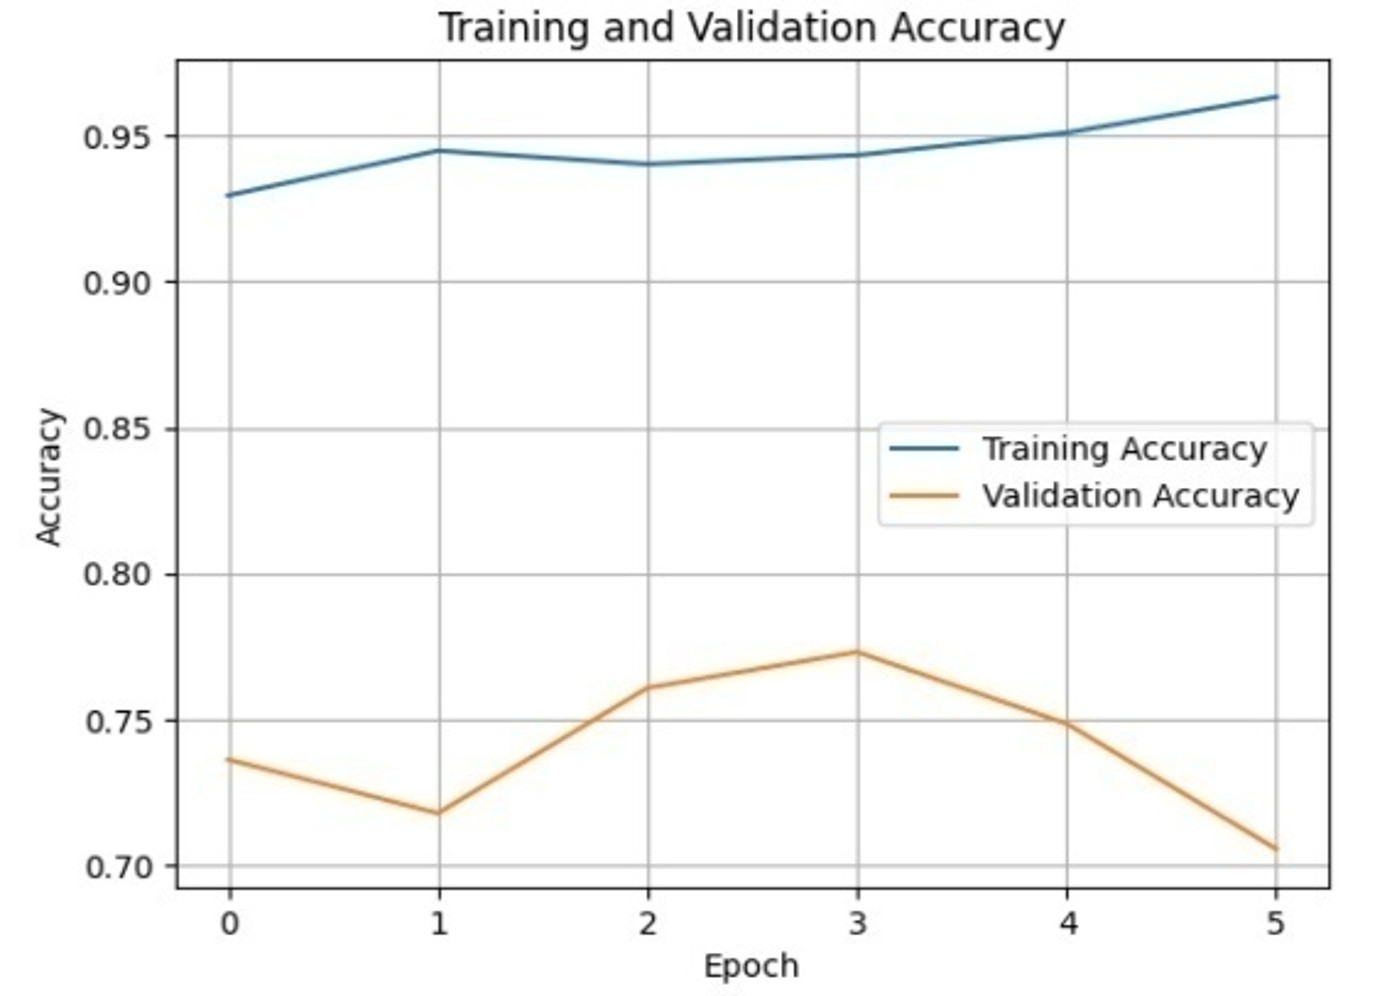 Training and Validation Accuracy
0.95
0.90
0.85
0.80
0.75
0.70
Accuracy
Training Accuracy
Validation Accuracy
0 1 2 3 4 5
Epoch